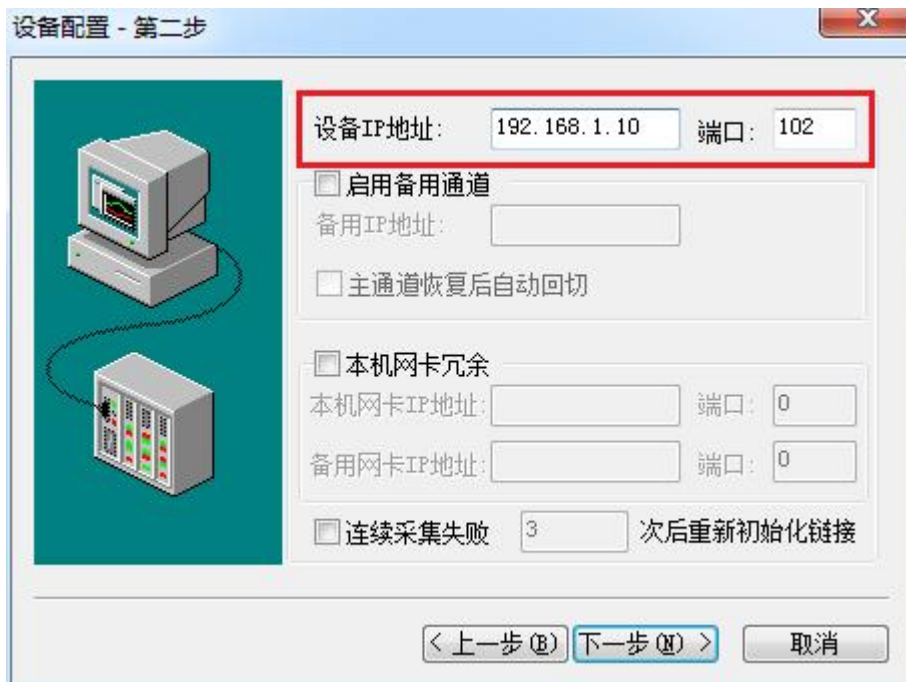 设备配置 - 第二步
设备IP地址： 192.168.1.10 端口： 102
启用备用通道
备用IP地址：
主通道恢复后自动回切
本机网卡冗余
本机网卡IP地址： 端口： 0
备用网卡IP地址： 端口： 0
连续采集失败 3 次后重新初始化链接
< 上一步(B) 下一步(N) > 取消